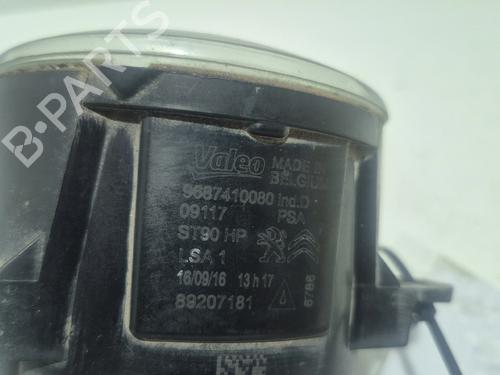 B-PARTS
Valeo MADE IN BELGIUM
9687410080 Ind.D
09117 PSA
ST90 HP
LSA 1
16/09/16 13 h 17
89207181
6786